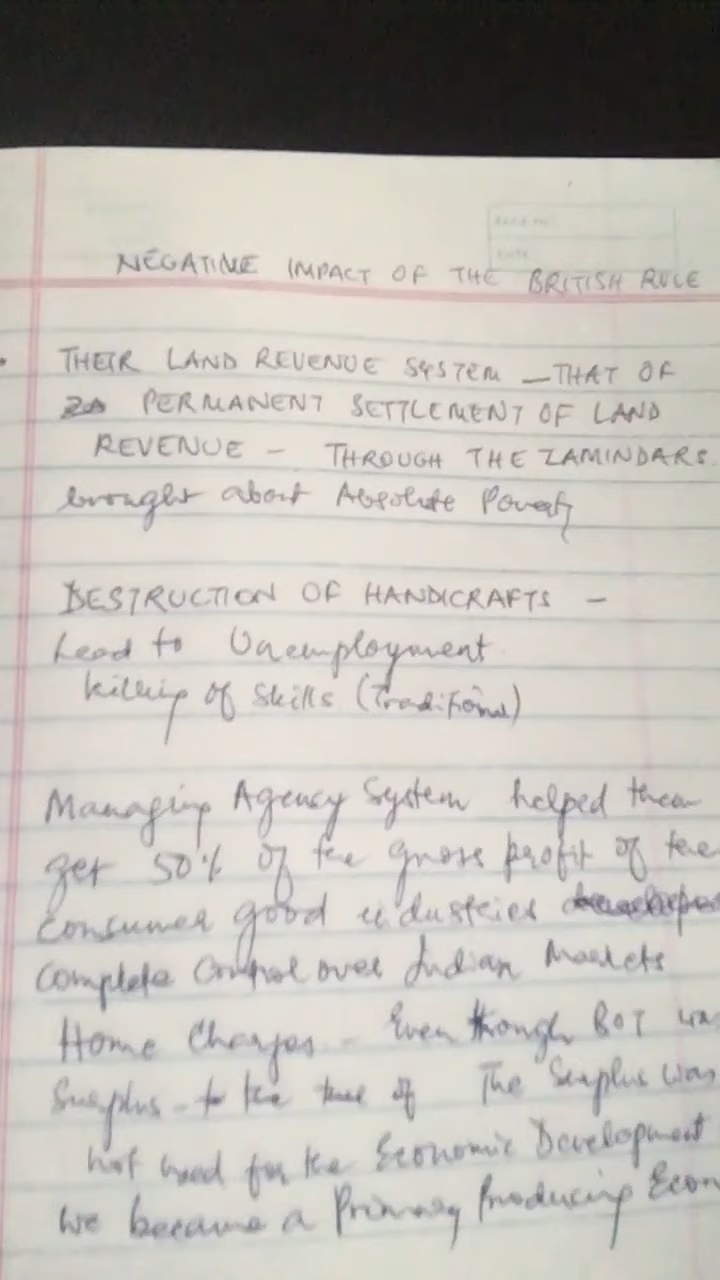 NEGATIVE IMPACT OF THE BRITISH RULE
THEIR LAND REVENUE SYSTEM - THAT OF
PERMANENT SETTLEMENT OF LAND
REVENUE - THROUGH THE ZAMINDARS
brought about Absolute Poverty
DESTRUCTION OF HANDICRAFTS -
Lead to Unemployment
killing of skills (Traditional)
Managing Agency System helped them
get 50% of the gross profit of the
consumer good industries
complete control over Indian Markets
Home Charges - Even though BOT was
Surplus - to the tune of The Surplus was
not used for the Economic Development
We became a Primary Producing Econ